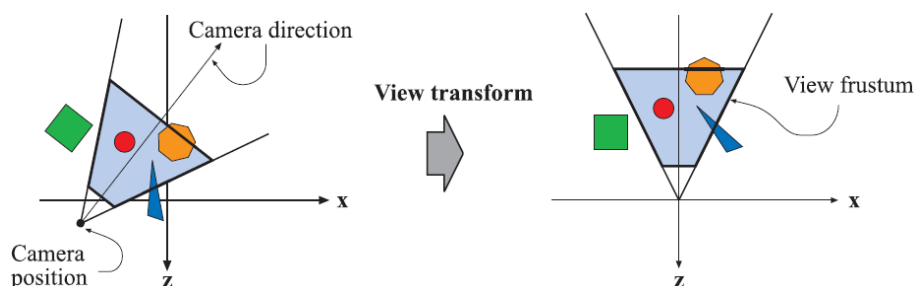 Camera direction
View transform
View frustum
x
x
Camera
position
z
z